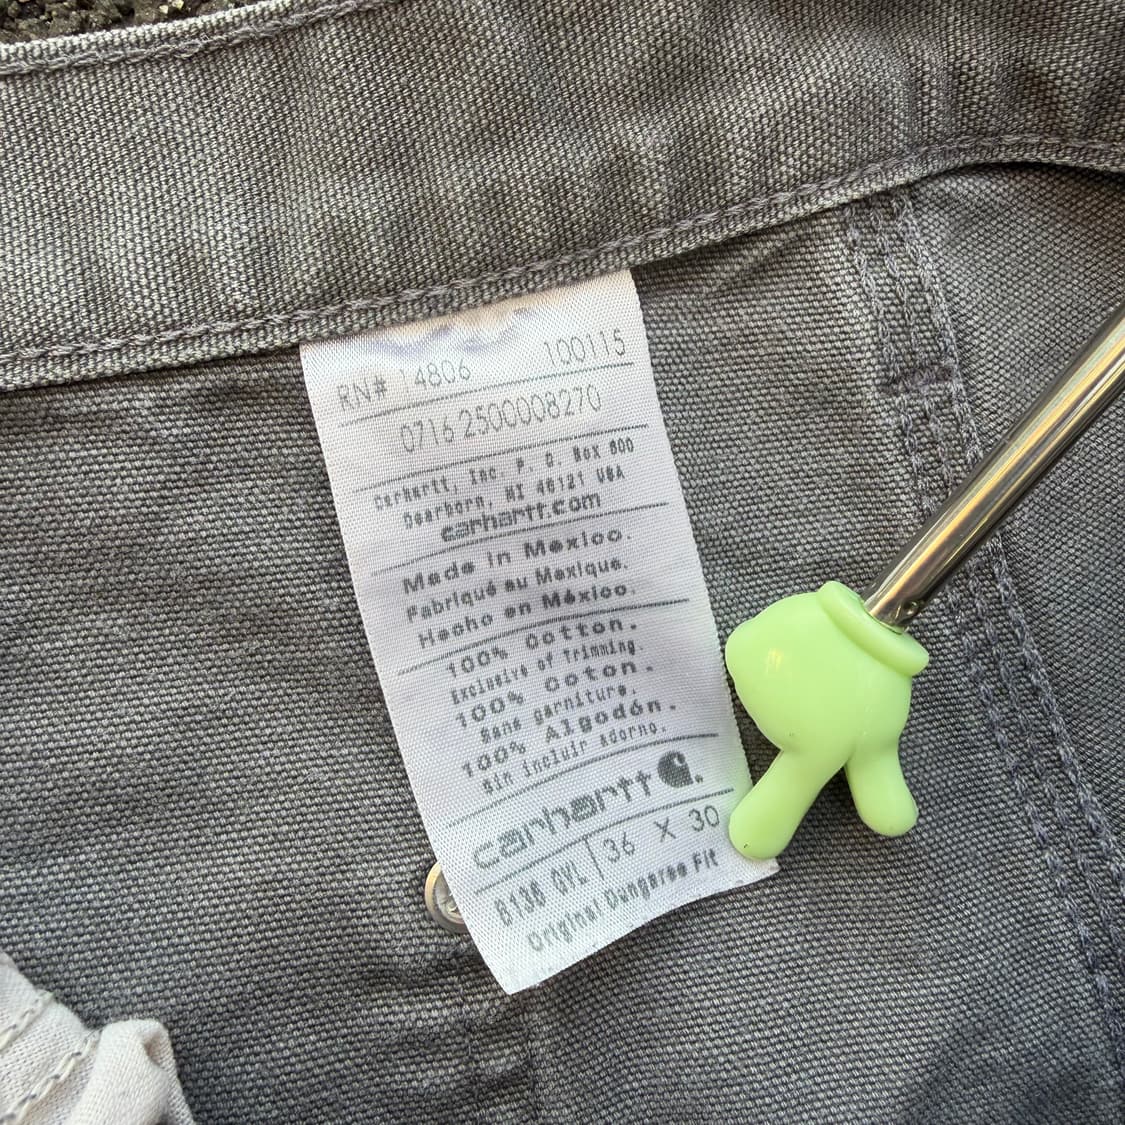 RN# 14806 100115
0716 2500008270
Carhartt, Inc. P. O. Box 600
Dearborn, MI 48121 USA
carhartt.com
Made in Mexico.
Fabriqué au Mexique.
Hecho en México.
100% Cotton.
Exclusive of Trimming.
100% Coton.
Sans garniture.
100% Algodón.
Sin incluir adorno.
carhartt
B136 GVL 36 X 30
Original Dungaree Fit